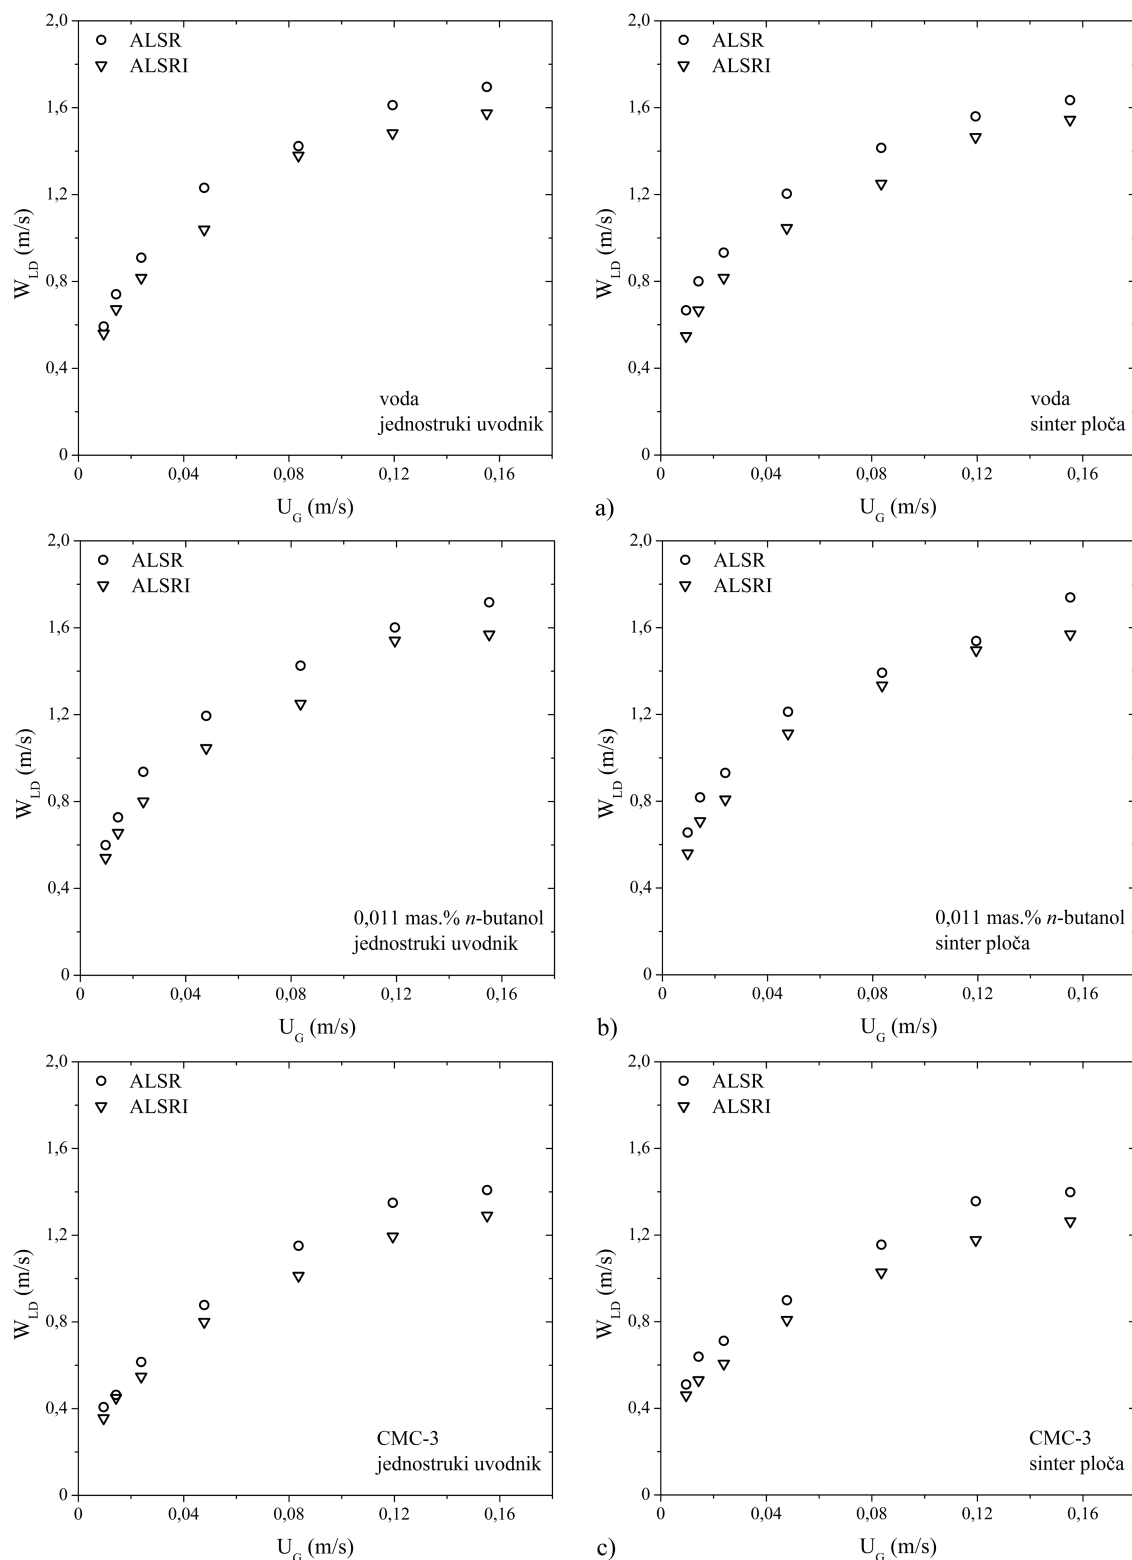 2,0
1,6
1,2
0,8
0,4
0
W_LD (m/s)
ALSR
ALSRI
voda
jednostruki uvodnik
0 0,04 0,08 0,12 0,16
U_G (m/s)
2,0
1,6
1,2
0,8
0,4
0
W_LD (m/s)
ALSR
ALSRI
voda
sinter ploča
0 0,04 0,08 0,12 0,16
U_G (m/s)
a)
2,0
1,6
1,2
0,8
0,4
0
W_LD (m/s)
ALSR
ALSRI
0,011 mas.% n-butanol
jednostruki uvodnik
0 0,04 0,08 0,12 0,16
U_G (m/s)
2,0
1,6
1,2
0,8
0,4
0
W_LD (m/s)
ALSR
ALSRI
0,011 mas.% n-butanol
sinter ploča
0 0,04 0,08 0,12 0,16
U_G (m/s)
b)
2,0
1,6
1,2
0,8
0,4
0
W_LD (m/s)
ALSR
ALSRI
CMC-3
jednostruki uvodnik
0 0,04 0,08 0,12 0,16
U_G (m/s)
2,0
1,6
1,2
0,8
0,4
0
W_LD (m/s)
ALSR
ALSRI
CMC-3
sinter ploča
0 0,04 0,08 0,12 0,16
U_G (m/s)
c)